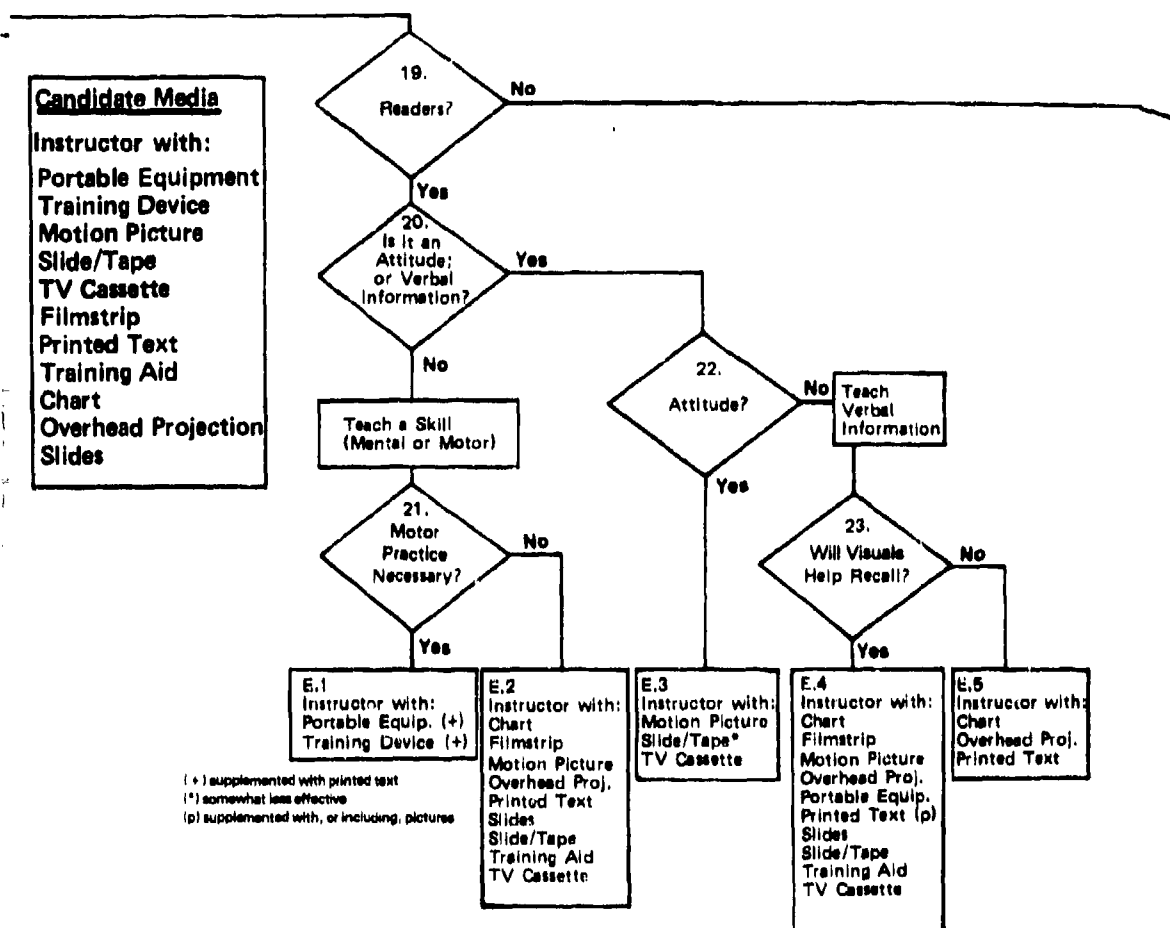 Candidate Media
Instructor with:
Portable Equipment
Training Device
Motion Picture
Slide/Tape
TV Cassette
Filmstrip
Printed Text
Training Aid
Chart
Overhead Projection
Slides
19.
Readers?
No
Yes
20.
Is it an
Attitude;
or Verbal
Information?
Yes
No
Teach a Skill
(Mental or Motor)
21.
Motor
Practice
Necessary?
No
Yes
22.
Attitude?
No
Yes
Teach
Verbal
Information
23.
Will Visuals
Help Recall?
No
Yes
E.1
Instructor with:
Portable Equip. (+)
Training Device (+)
E.2
Instructor with:
Chart
Filmstrip
Motion Picture
Overhead Proj.
Printed Text
Slides
Slide/Tape
Training Aid
TV Cassette
E.3
Instructor with:
Motion Picture
Slide/Tape*
TV Cassette
E.4
Instructor with:
Chart
Filmstrip
Motion Picture
Overhead Proj.
Portable Equip.
Printed Text (p)
Slides
Slide/Tape
Training Aid
TV Cassette
E.5
Instructor with:
Chart
Overhead Proj.
Printed Text
(+) supplemented with printed text
(*) somewhat less effective
(p) supplemented with, or including, pictures